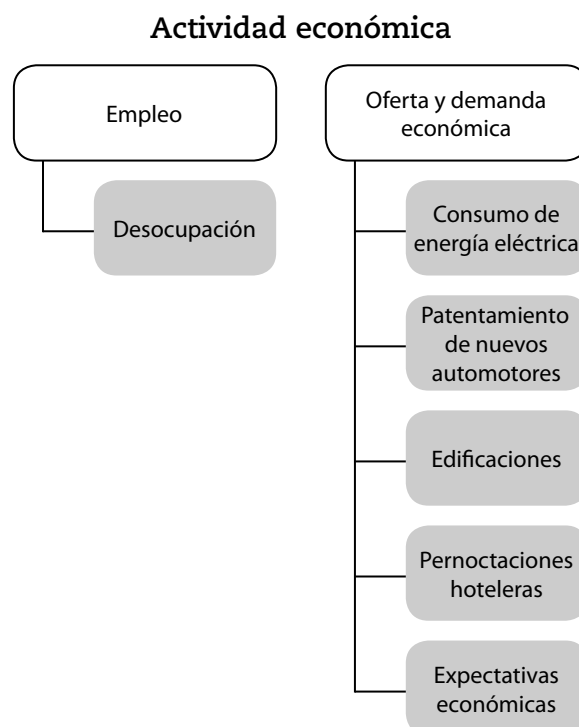 Actividad económica
Empleo
Desocupación
Oferta y demanda
económica
Consumo de
energía eléctrica
Patentamiento
de nuevos
automotores
Edificaciones
Pernoctaciones
hoteleras
Expectativas
económicas